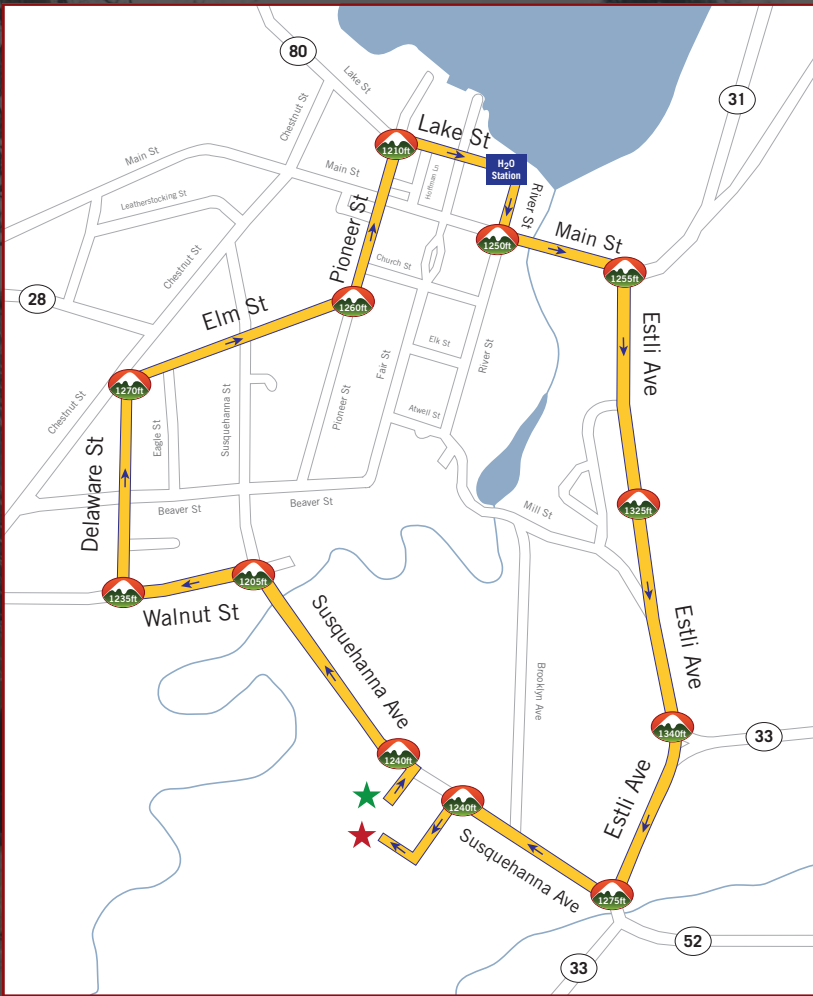 80
Lake St
31
Chestnut St
Lake St
1210ft
H2O
Station
Main St
Main St
Hoffman Ln
River St
Leatherstocking St
Pioneer St
1250ft
Main St
1255ft
Chestnut St
Church St
28
Elm St
1260ft
Estli Ave
Elk St
River St
Fair St
1270ft
Chestnut St
Eagle St
Susquehanna St
Pioneer St
Atwell St
Delaware St
1325ft
Beaver St
Beaver St
Mill St
1205ft
1235ft
Walnut St
Susquehanna Ave
Estli Ave
Brooklyn Ave
1340ft
33
1240ft
1240ft
Estli Ave
Susquehanna Ave
1275ft
52
33